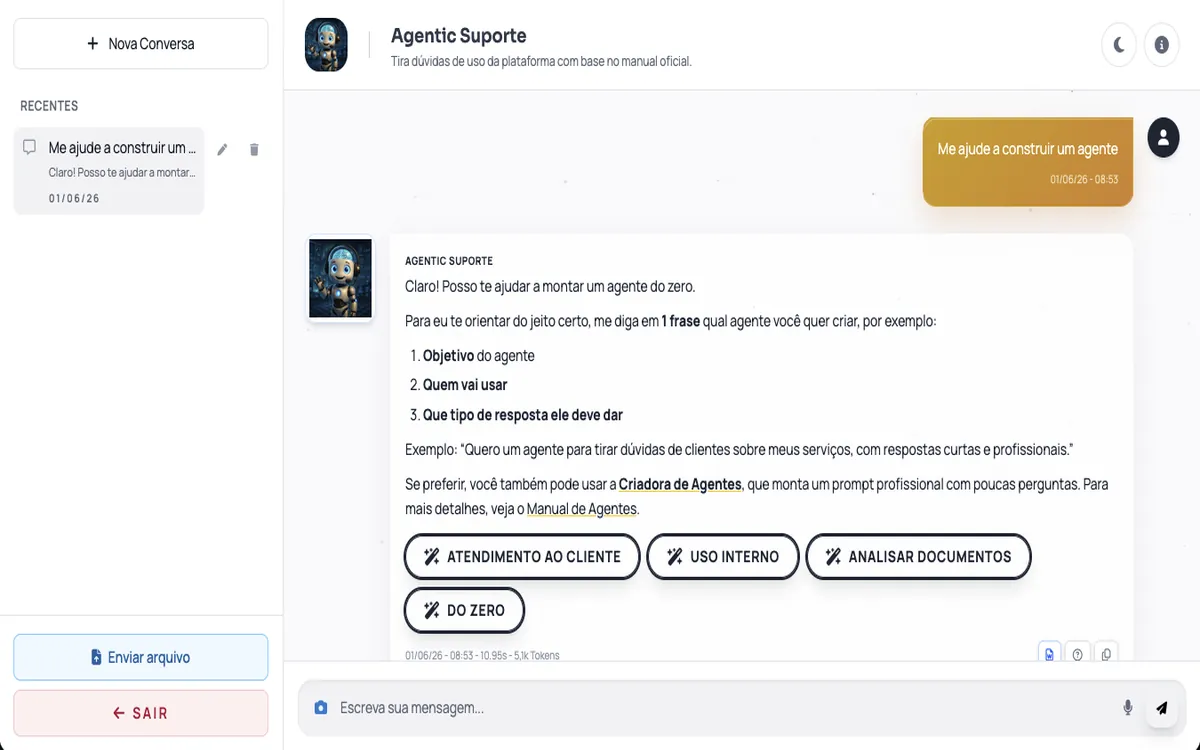 Nova Conversa
RECENTES
Me ajude a construir um ...
Claro! Posso te ajudar a montar...
01/06/26
Enviar arquivo
SAIR
Agentic Suporte
Tira dúvidas de uso da plataforma com base no manual oficial.
Me ajude a construir um agente
01/06/26 - 08:53
AGENTIC SUPORTE
Claro! Posso te ajudar a montar um agente do zero.
Para eu te orientar do jeito certo, me diga em 1 frase qual agente você quer criar, por exemplo:
1. Objetivo do agente
2. Quem vai usar
3. Que tipo de resposta ele deve dar
Exemplo: “Quero um agente para tirar dúvidas de clientes sobre meus serviços, com respostas curtas e profissionais.”
Se preferir, você também pode usar a Criadora de Agentes, que monta um prompt profissional com poucas perguntas. Para
mais detalhes, veja o Manual de Agentes.
ATENDIMENTO AO CLIENTE
USO INTERNO
ANALISAR DOCUMENTOS
DO ZERO
01/06/26 - 08:53 - 10.95s - 5,1k Tokens
Escreva sua mensagem...